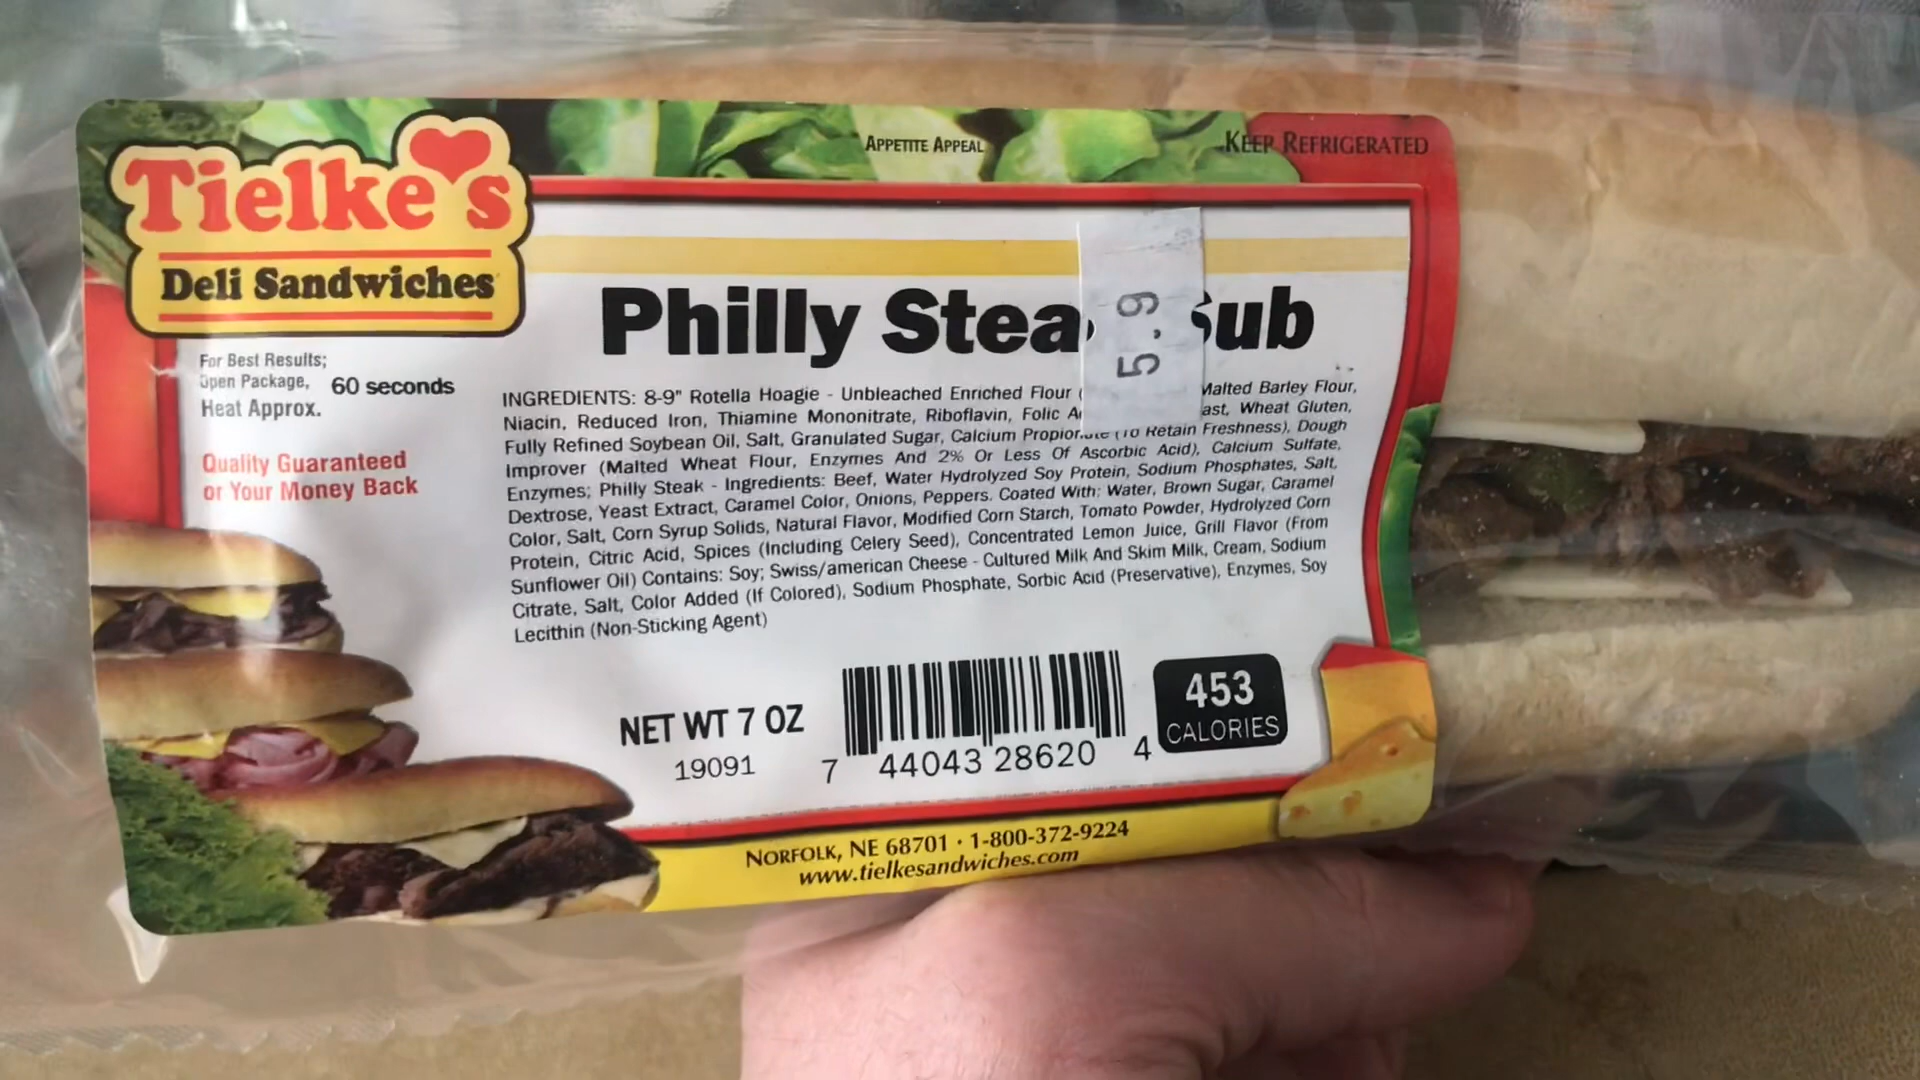 Tielke's
Deli Sandwiches
APPETITE APPEAL
KEEP REFRIGERATED
For Best Results;
Open Package,
Heat Approx.
60 seconds
Quality Guaranteed
or Your Money Back
Philly Stea Sub
5.9
INGREDIENTS: 8-9" Rotella Hoagie - Unbleached Enriched Flour ( Malted Barley Flour,
Niacin, Reduced Iron, Thiamine Mononitrate, Riboflavin, Folic Wheat Gluten,
Fully Refined Soybean Oil, Salt, Granulated Sugar, Calcium (To Retain Freshness), Dough
Improver (Malted Wheat Flour, Enzymes And 2% Or Less Of Ascorbic Acid), Calcium Sulfate,
Enzymes; Philly Steak - Ingredients: Beef, Water Hydrolyzed Soy Protein, Sodium Phosphates, Salt,
Dextrose, Yeast Extract, Caramel Color, Onions, Peppers. Coated With: Water, Brown Sugar, Caramel
Color, Salt, Corn Syrup Solids, Natural Flavor, Modified Corn Starch, Tomato Powder, Hydrolyzed Corn
Protein, Citric Acid, Spices (Including Celery Seed), Concentrated Lemon Juice, Grill Flavor (From
Sunflower Oil) Contains: Soy; Swiss/american Cheese - Cultured Milk And Skim Milk, Cream, Sodium
Citrate, Salt, Color Added (If Colored), Sodium Phosphate, Sorbic Acid (Preservative), Enzymes, Soy
Lecithin (Non-Sticking Agent)
NET WT 7 OZ
19091
7 44043 28620 4
453
CALORIES
NORFOLK, NE 68701 · 1-800-372-9224
www.tielkesandwiches.com